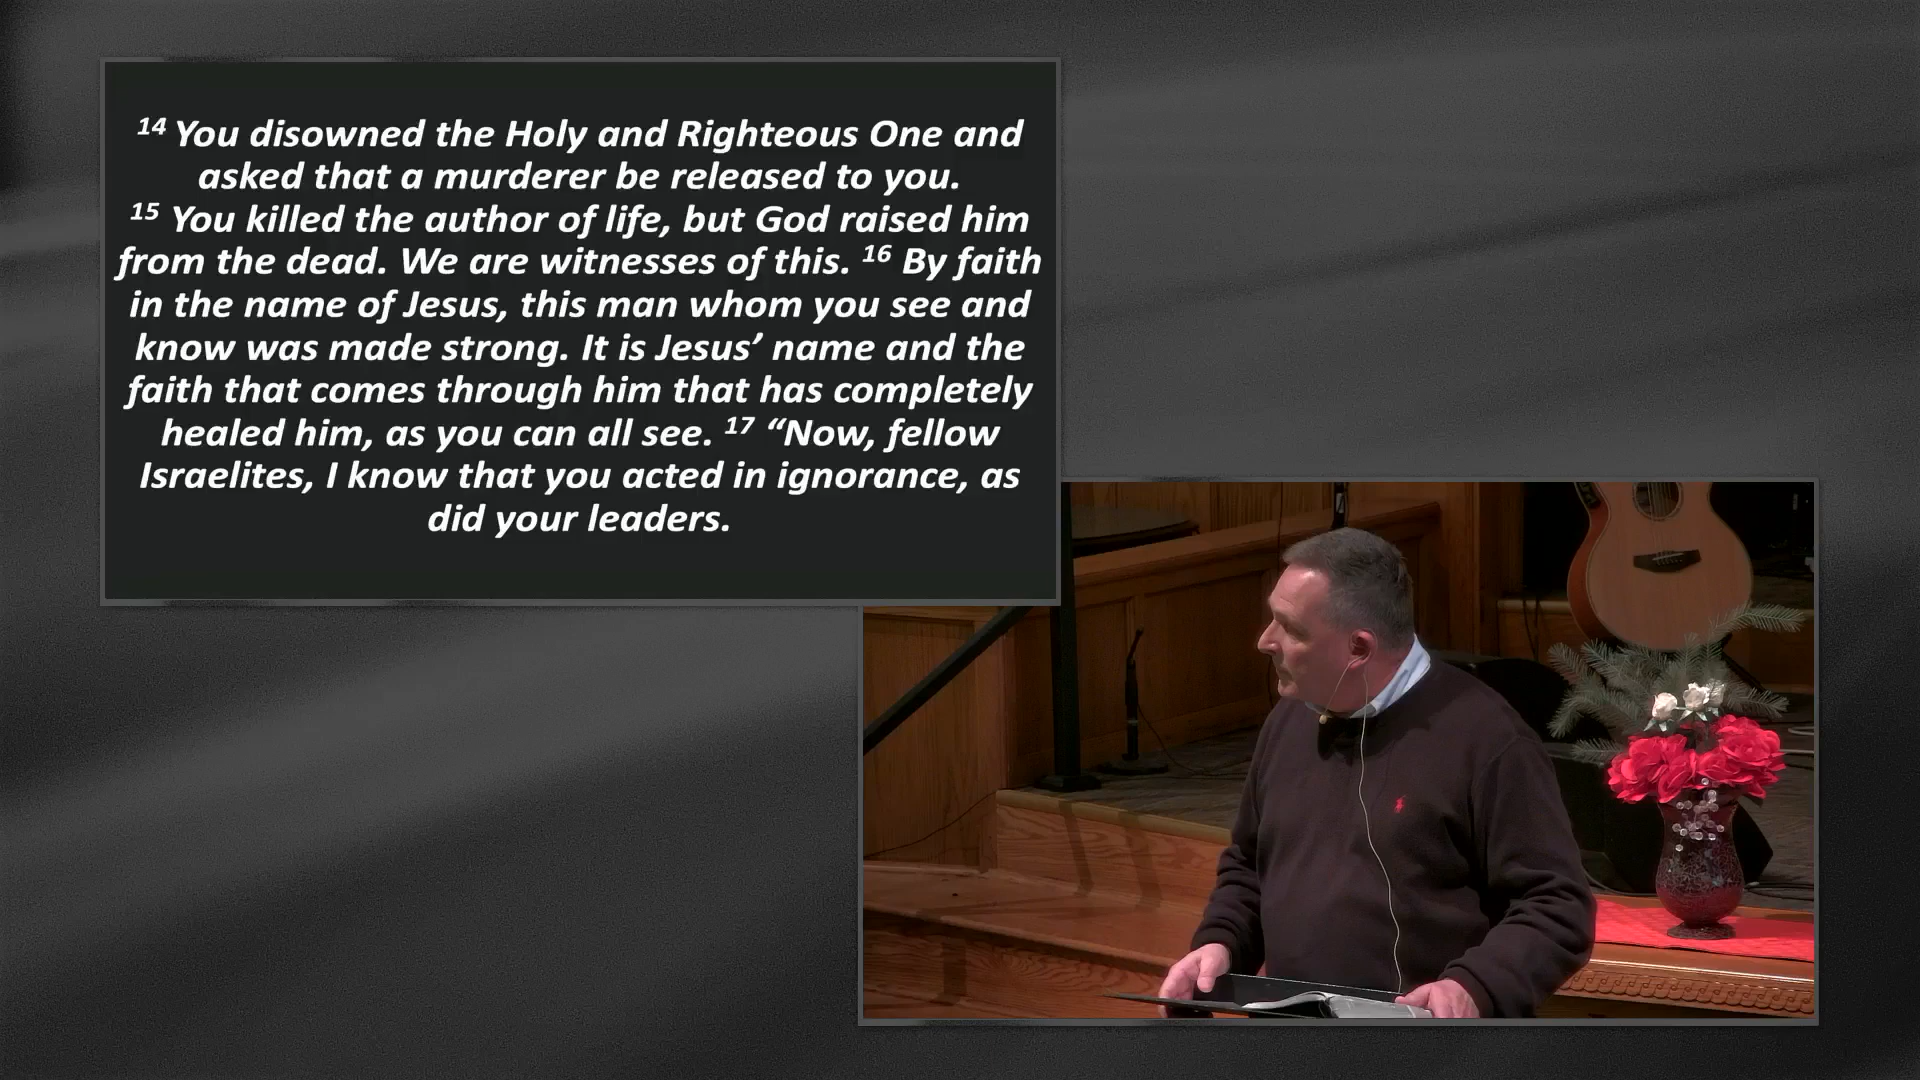 14 You disowned the Holy and Righteous One and
asked that a murderer be released to you.
15 You killed the author of life, but God raised him
from the dead. We are witnesses of this. 16 By faith
in the name of Jesus, this man whom you see and
know was made strong. It is Jesus’ name and the
faith that comes through him that has completely
healed him, as you can all see. 17 “Now, fellow
Israelites, I know that you acted in ignorance, as
did your leaders.